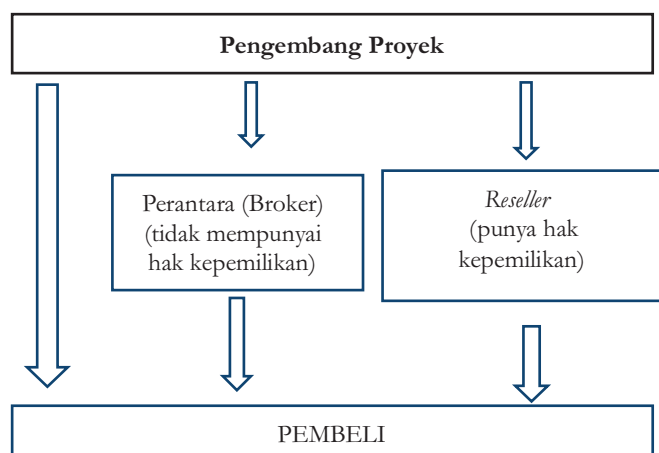 Pengembang Proyek
Perantara (Broker)
(tidak mempunyai
hak kepemilikan)
Reseller
(punya hak
kepemilikan)
PEMBELI